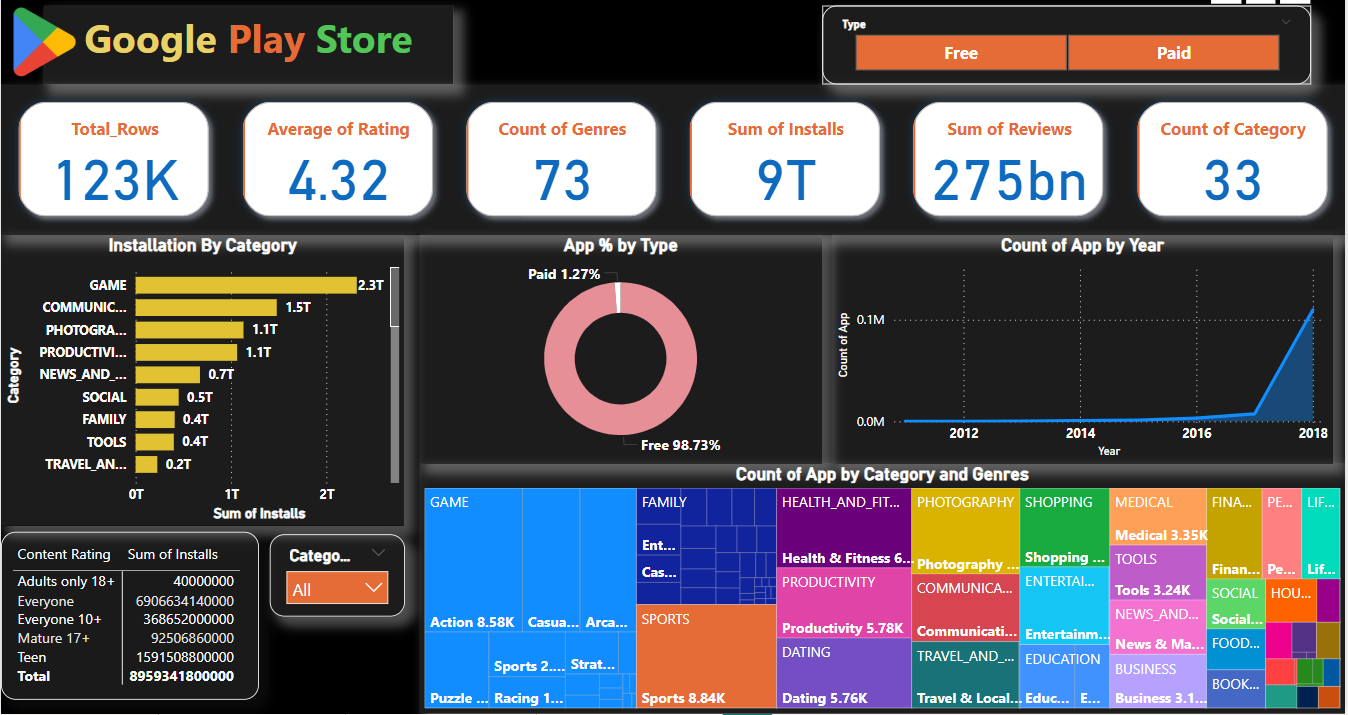 Google Play Store
Type
Free
Paid
Total_Rows
123K
Average of Rating
4.32
Count of Genres
73
Sum of Installs
9T
Sum of Reviews
275bn
Count of Category
33
Installation By Category
Category
GAME 2.3T
COMMUNIC... 1.5T
PHOTOGRA... 1.1T
PRODUCTIVI... 1.1T
NEWS_AND_... 0.7T
SOCIAL 0.5T
FAMILY 0.4T
TOOLS 0.4T
TRAVEL_AN... 0.2T
0T 1T 2T
Sum of Installs
App % by Type
Paid 1.27%
Free 98.73%
Count of App by Year
Count of App
0.1M
0.0M
2012 2014 2016 2018
Year
Content Rating Sum of Installs
Adults only 18+ 40000000
Everyone 6906634140000
Everyone 10+ 368652000000
Mature 17+ 92506860000
Teen 1591508800000
Total 8959341800000
Catego...
All
Count of App by Category and Genres
GAME
Action 8.58K
Casua...
Arca...
Puzzle ...
Sports 2....
Racing 1...
Strat...
FAMILY
Ent...
Cas...
SPORTS
Sports 8.84K
HEALTH_AND_FIT...
Health & Fitness 6...
PRODUCTIVITY
Productivity 5.78K
DATING
Dating 5.76K
PHOTOGRAPHY
Photography ...
COMMUNICA...
Communicati...
TRAVEL_AND_...
Travel & Local...
SHOPPING
Shopping ...
ENTERTAI...
Entertainm...
EDUCATION
Educ...
E...
MEDICAL
Medical 3.35K
TOOLS
Tools 3.24K
NEWS_AND...
News & Ma...
BUSINESS
Business 3.1...
FINA...
Finan...
SOCIAL
Social...
FOOD...
BOOK...
PE...
Pe...
LIF...
Lif...
HOU...